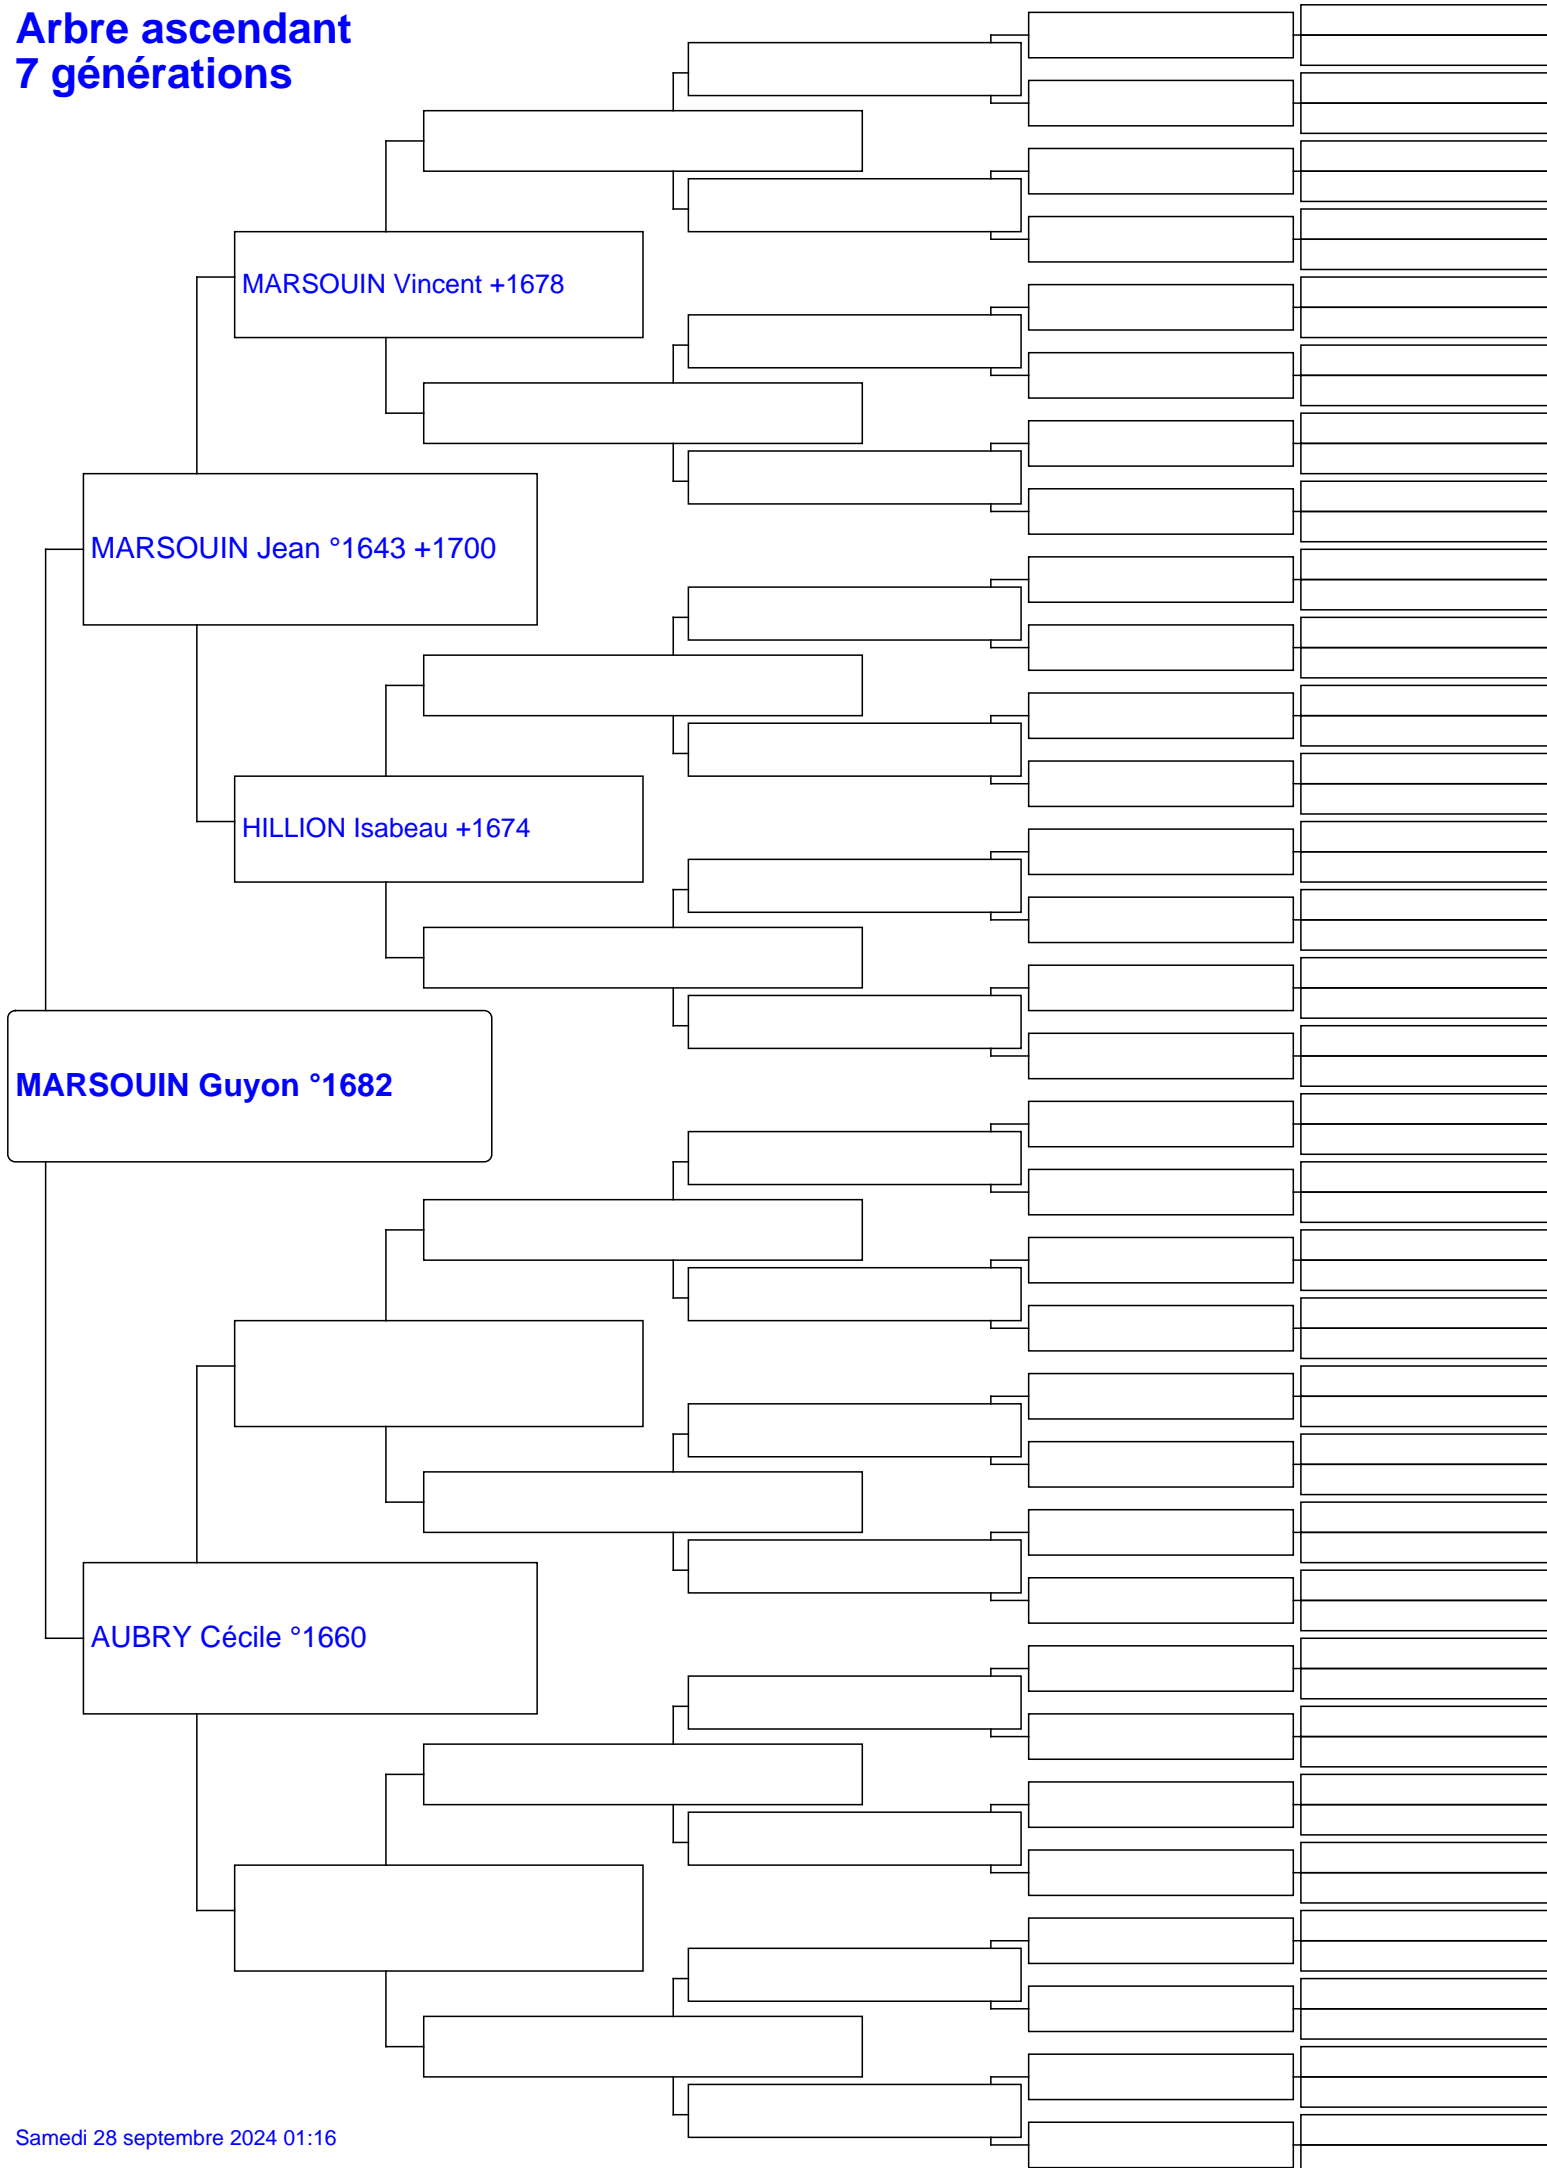 Arbre ascendant
7 générations
MARSOUIN Vincent +1678
MARSOUIN Jean °1643 +1700
HILLION Isabeau +1674
MARSOUIN Guyon °1682
AUBRY Cécile °1660
Samedi 28 septembre 2024 01:16